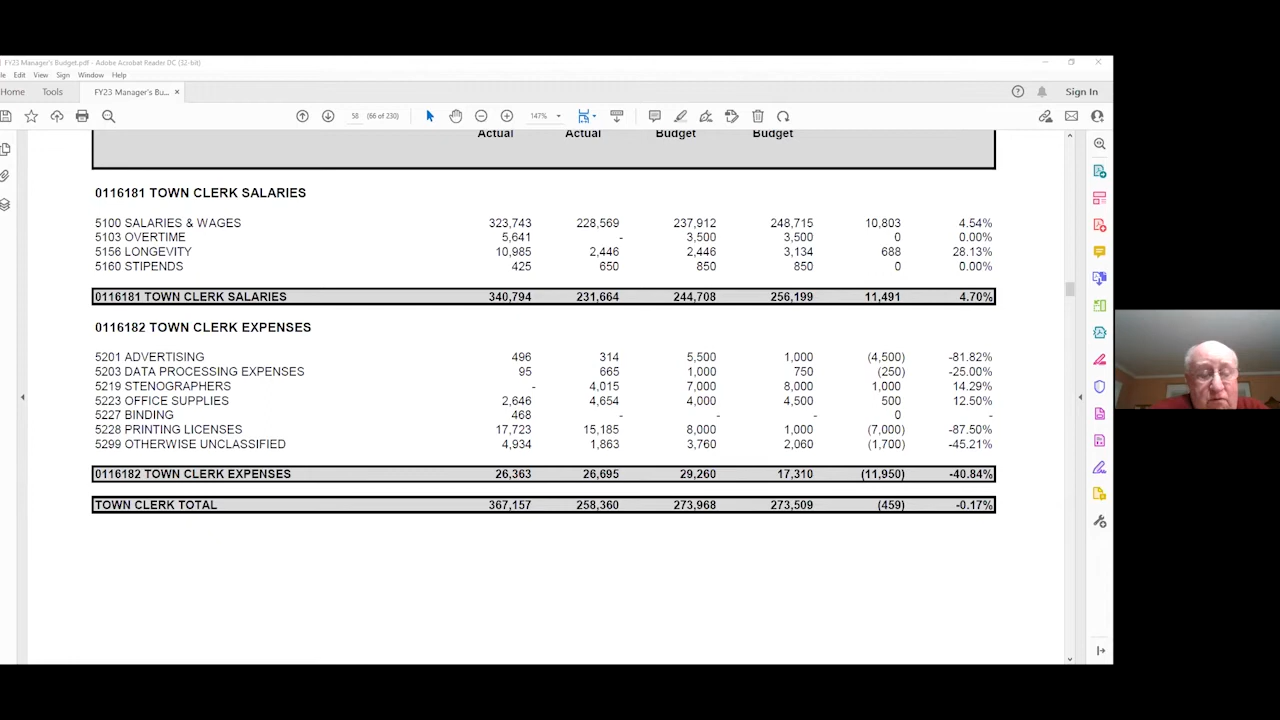 FY23 Manager's Budget.pdf - Adobe Acrobat Reader DC (32-bit)
Edit View Sign Window Help
Home Tools FY23 Manager's Bu... × Sign In
58 (66 of 230) 147%
Actual Actual Budget Budget
0116181 TOWN CLERK SALARIES
5100 SALARIES & WAGES 323,743 228,569 237,912 248,715 10,803 4.54%
5103 OVERTIME 5,641 - 3,500 3,500 0 0.00%
5156 LONGEVITY 10,985 2,446 2,446 3,134 688 28.13%
5160 STIPENDS 425 650 850 850 0 0.00%
0116181 TOWN CLERK SALARIES 340,794 231,664 244,708 256,199 11,491 4.70%
0116182 TOWN CLERK EXPENSES
5201 ADVERTISING 496 314 5,500 1,000 (4,500) -81.82%
5203 DATA PROCESSING EXPENSES 95 665 1,000 750 (250) -25.00%
5219 STENOGRAPHERS - 4,015 7,000 8,000 1,000 14.29%
5223 OFFICE SUPPLIES 2,646 4,654 4,000 4,500 500 12.50%
5227 BINDING 468 - - - 0 -
5228 PRINTING LICENSES 17,723 15,185 8,000 1,000 (7,000) -87.50%
5299 OTHERWISE UNCLASSIFIED 4,934 1,863 3,760 2,060 (1,700) -45.21%
0116182 TOWN CLERK EXPENSES 26,363 26,695 29,260 17,310 (11,950) -40.84%
TOWN CLERK TOTAL 367,157 258,360 273,968 273,509 (459) -0.17%